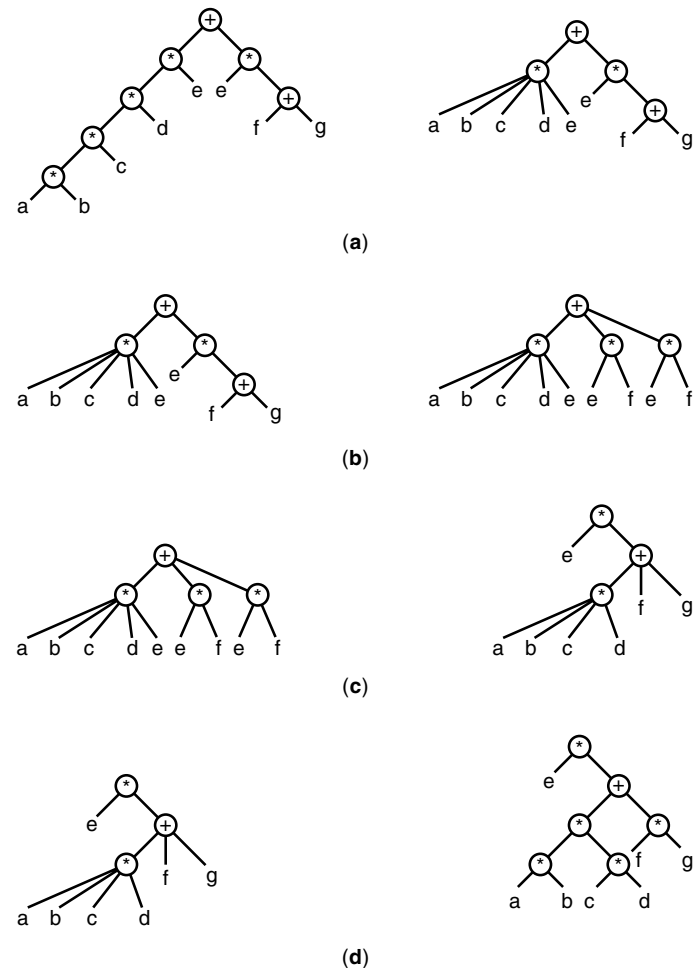 +
* *
* e e +
* d f g
* c
a b
+
* *
a b c d e e +
f g
(a)
+
* *
a b c d e e +
f g
+
* * *
a b c d e e f e f
(b)
+
* * *
a b c d e e f e f
*
e +
* f g
a b c d
(c)
*
e +
* f g
a b c d
*
e +
* *
* * f g
a b c d
(d)